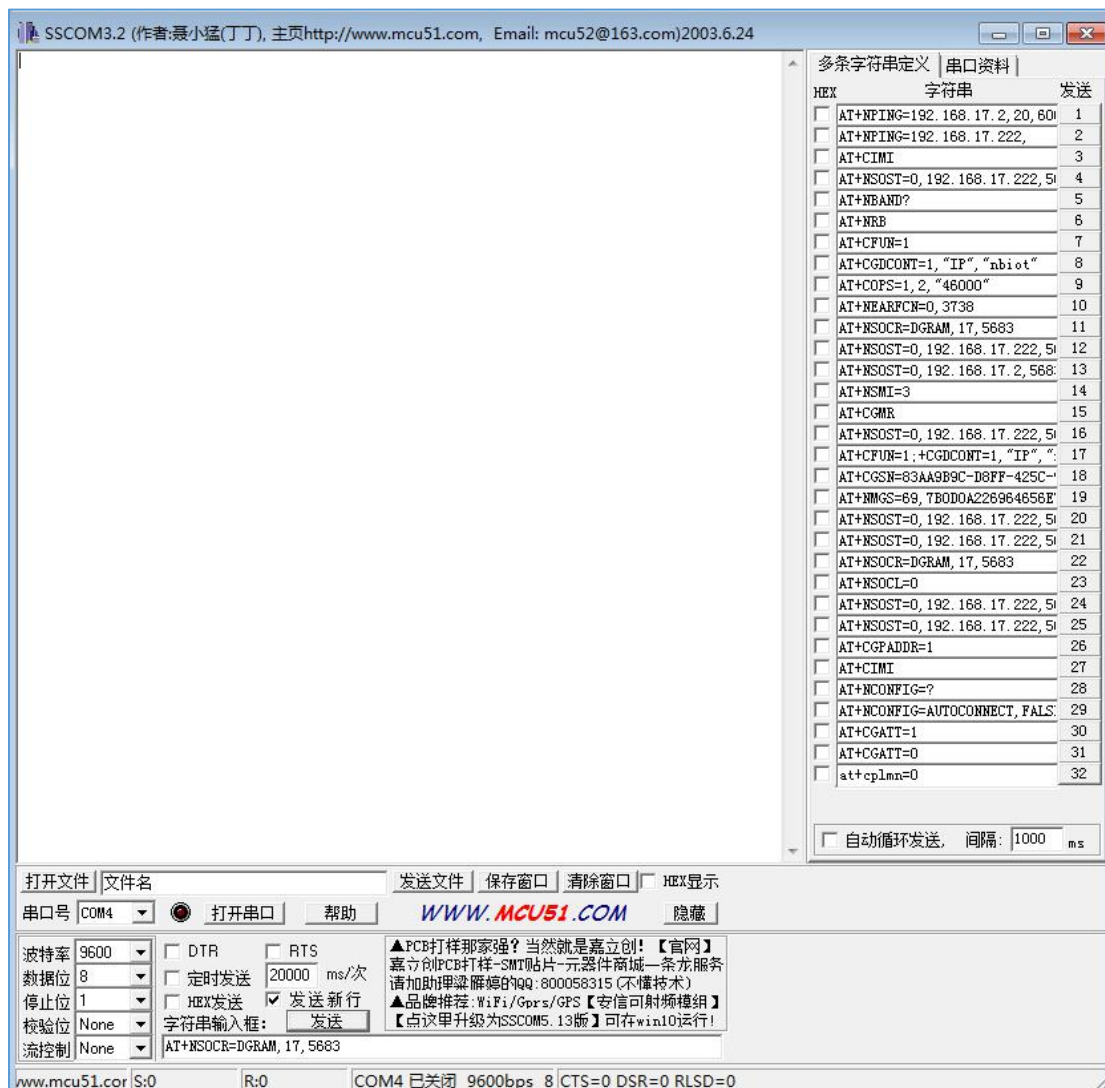 SSCOM3.2 (作者:聂小猛(丁丁), 主页http://www.mcu51.com, Email: mcu52@163.com)2003.6.24
多条字符串定义 串口资料
HEX 字符串 发送
AT+NPING=192.168.17.2,20,60 1
AT+NPING=192.168.17.222, 2
AT+CIMI 3
AT+NSOST=0,192.168.17.222,5 4
AT+NBAND? 5
AT+NRB 6
AT+CFUN=1 7
AT+CGDCONT=1,"IP","nbiot" 8
AT+COPS=1,2,"46000" 9
AT+NEARFCN=0,3738 10
AT+NSOCR=DGRAM,17,5683 11
AT+NSOST=0,192.168.17.222,5 12
AT+NSOST=0,192.168.17.2,568 13
AT+NSMI=3 14
AT+CGMR 15
AT+NSOST=0,192.168.17.222,5 16
AT+CFUN=1;+CGDCONT=1,"IP"," 17
AT+CGSN=83AA9B9C-D8FF-425C- 18
AT+NMGS=69,7B0D0A226964656E 19
AT+NSOST=0,192.168.17.222,5 20
AT+NSOST=0,192.168.17.222,5 21
AT+NSOCR=DGRAM,17,5683 22
AT+NSOCL=0 23
AT+NSOST=0,192.168.17.222,5 24
AT+NSOST=0,192.168.17.222,5 25
AT+CGPADDR=1 26
AT+CIMI 27
AT+NCONFIG=? 28
AT+NCONFIG=AUTOCONNECT,FALS 29
AT+CGATT=1 30
AT+CGATT=0 31
at+cplmn=0 32
自动循环发送, 间隔: 1000 ms
打开文件 文件名 发送文件 保存窗口 清除窗口 HEX显示
串口号 COM4 打开串口 帮助 WWW.MCU51.COM 隐藏
波特率 9600 DTR RTS
数据位 8 定时发送 20000 ms/次
停止位 1 HEX发送 发送新行
校验位 None 字符串输入框: 发送
流控制 None AT+NSOCR=DGRAM,17,5683
▲PCB打样那家强?当然就是嘉立创!【官网】
嘉立创PCB打样-SMT贴片-元器件商城—条龙服务
请加助理梁雁婷的QQ:800058315(不懂技术)
▲品牌推荐:WiFi/Gprs/GPS【安信可射频模组】
【点这里升级为SSCOM5.13版】可在win10运行!
www.mcu51.cor S:0 R:0 COM4 已关闭 9600bps 8 CTS=0 DSR=0 RLSD=0